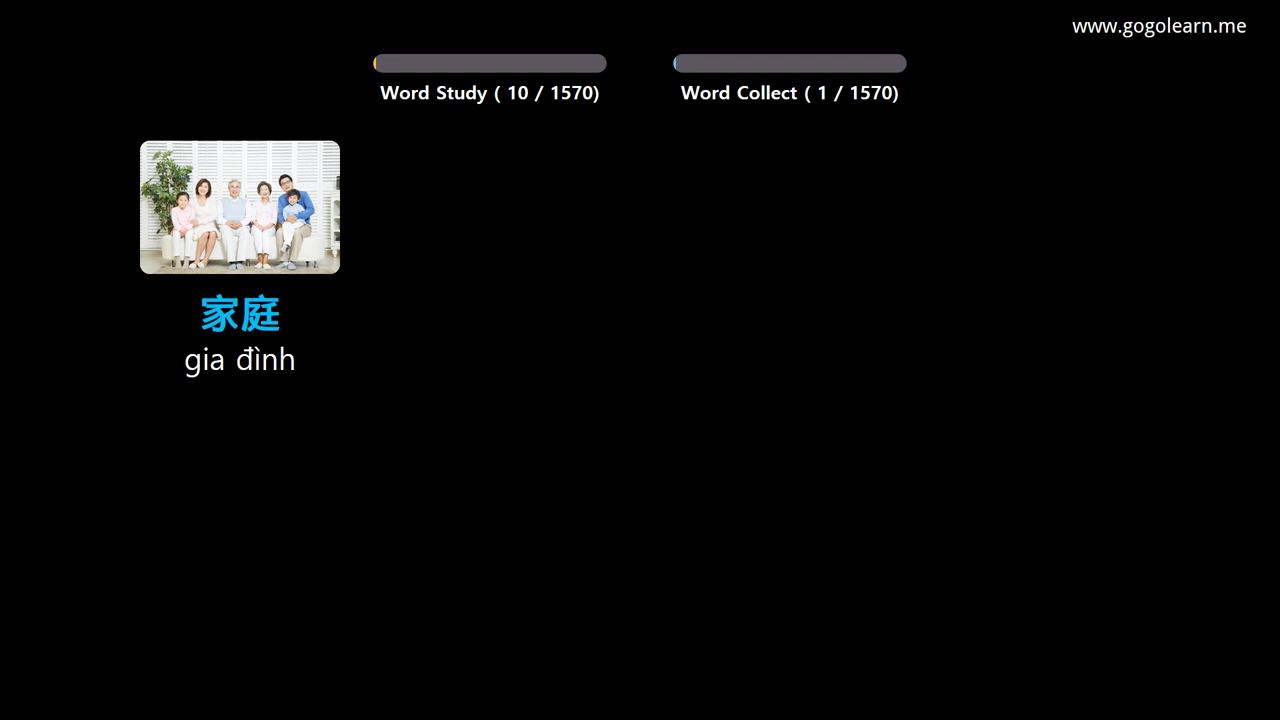 www.gogolearn.me
Word Study ( 10 / 1570)
Word Collect ( 1 / 1570)
家庭
gia đình